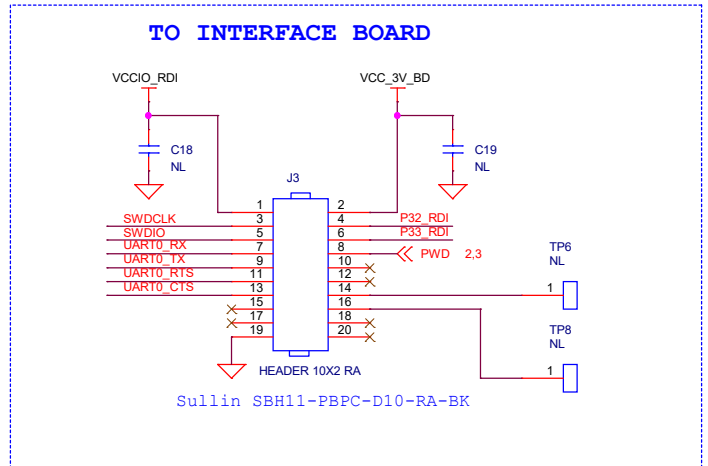 TO INTERFACE BOARD
VCCIO_RDI VCC_3V_BD
C18 C19
NL NL
J3
1 2
SWDCLK 3 4 P32_RDI
SWDIO 5 6 P33_RDI
UART0_RX 7 8 PWD 2,3
UART0_TX 9 10
UART0_RTS 11 12
UART0_CTS 13 14
15 16
17 18
19 20
TP6
NL
1
TP8
NL
1
HEADER 10X2 RA
Sullin SBH11-PBPC-D10-RA-BK